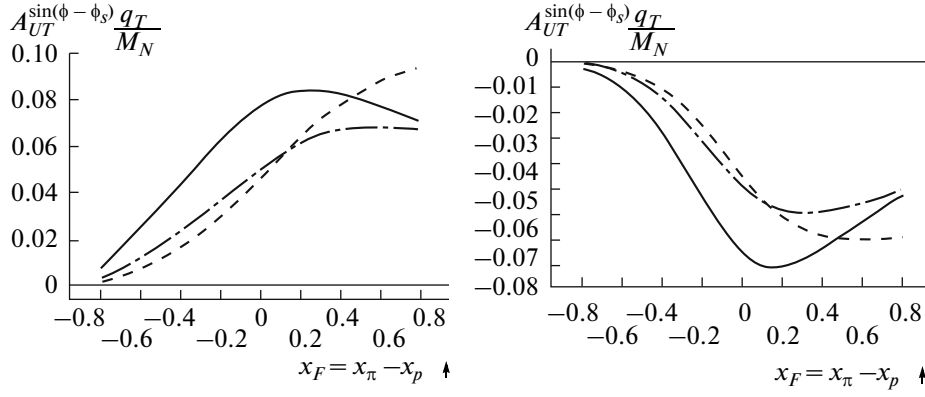 A_{UT}^{sin(ϕ – ϕ_s)} \frac{q_T}{M_N}
0.10
0.08
0.06
0.04
0.02
0
−0.8 −0.4 0 0.4 0.8
−0.6 −0.2 0.2 0.6
x_F = x_π – x_p ↑
A_{UT}^{sin(ϕ – ϕ_s)} \frac{q_T}{M_N}
0
−0.01
−0.02
−0.03
−0.04
−0.05
−0.06
−0.07
−0.08
−0.8 −0.4 0 0.4 0.8
−0.6 −0.2 0.2 0.6
x_F = x_π – x_p ↑